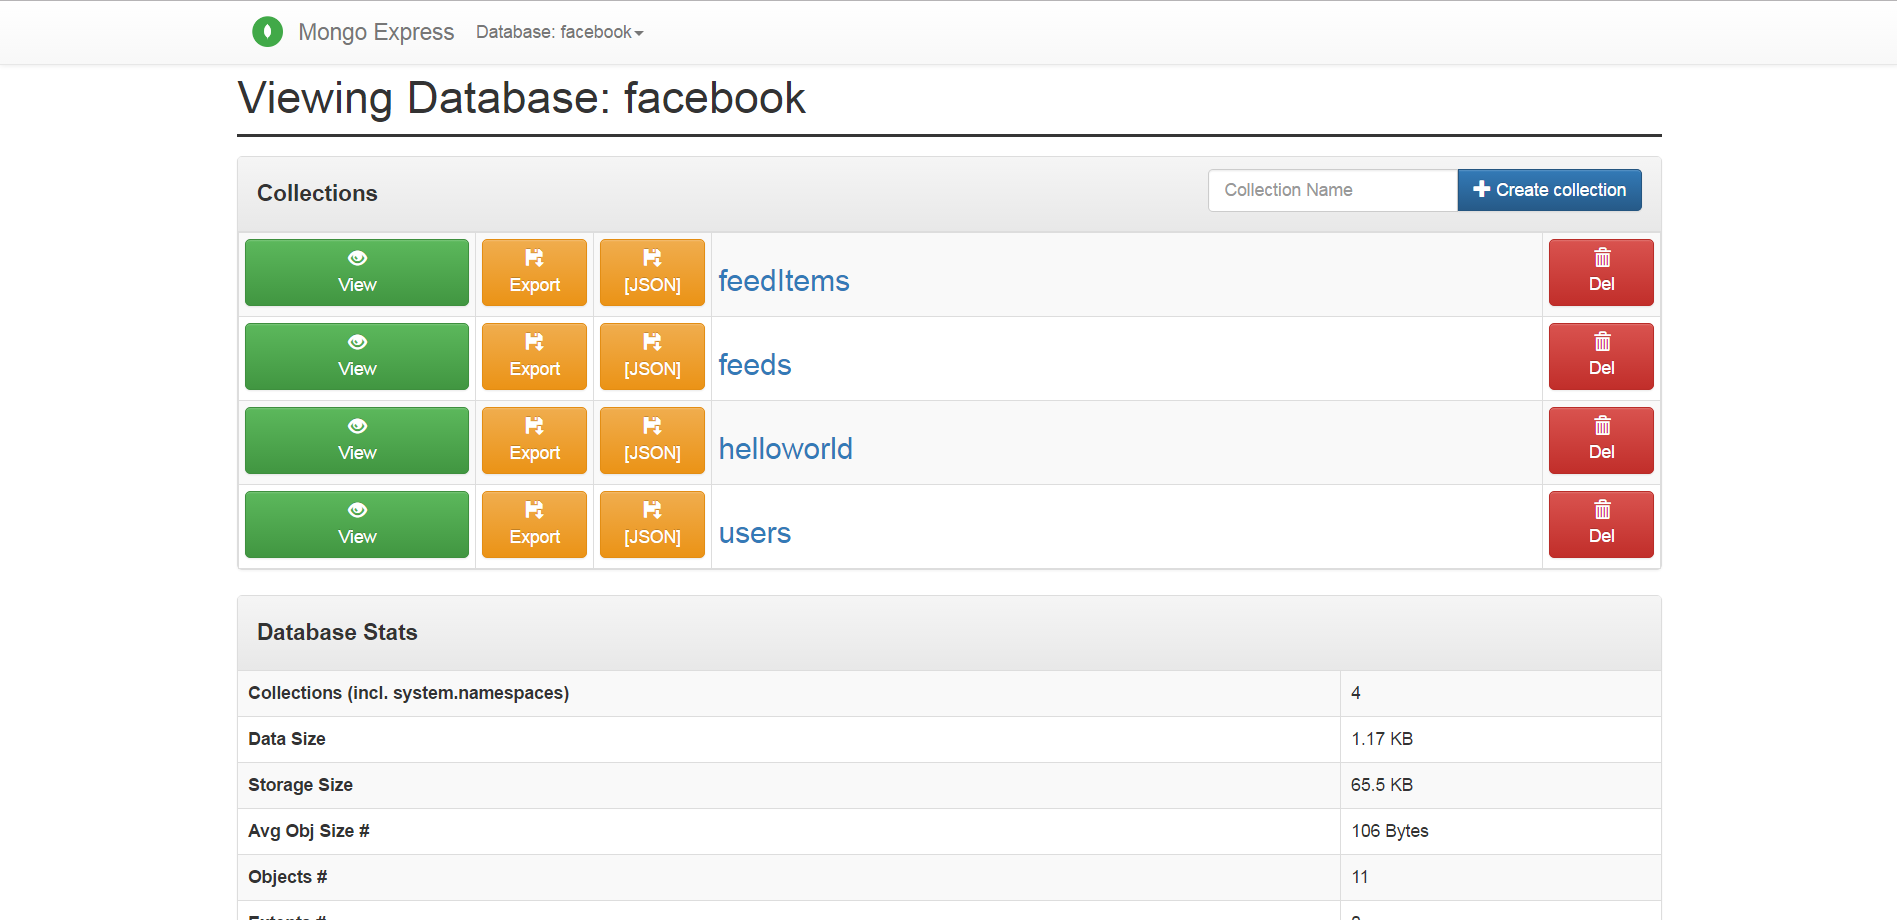 Mongo Express Database: facebook
Viewing Database: facebook
Collections
Collection Name
Create collection
View Export [JSON] feedItems Del
View Export [JSON] feeds Del
View Export [JSON] helloworld Del
View Export [JSON] users Del
Database Stats
Collections (incl. system.namespaces) 4
Data Size 1.17 KB
Storage Size 65.5 KB
Avg Obj Size # 106 Bytes
Objects # 11